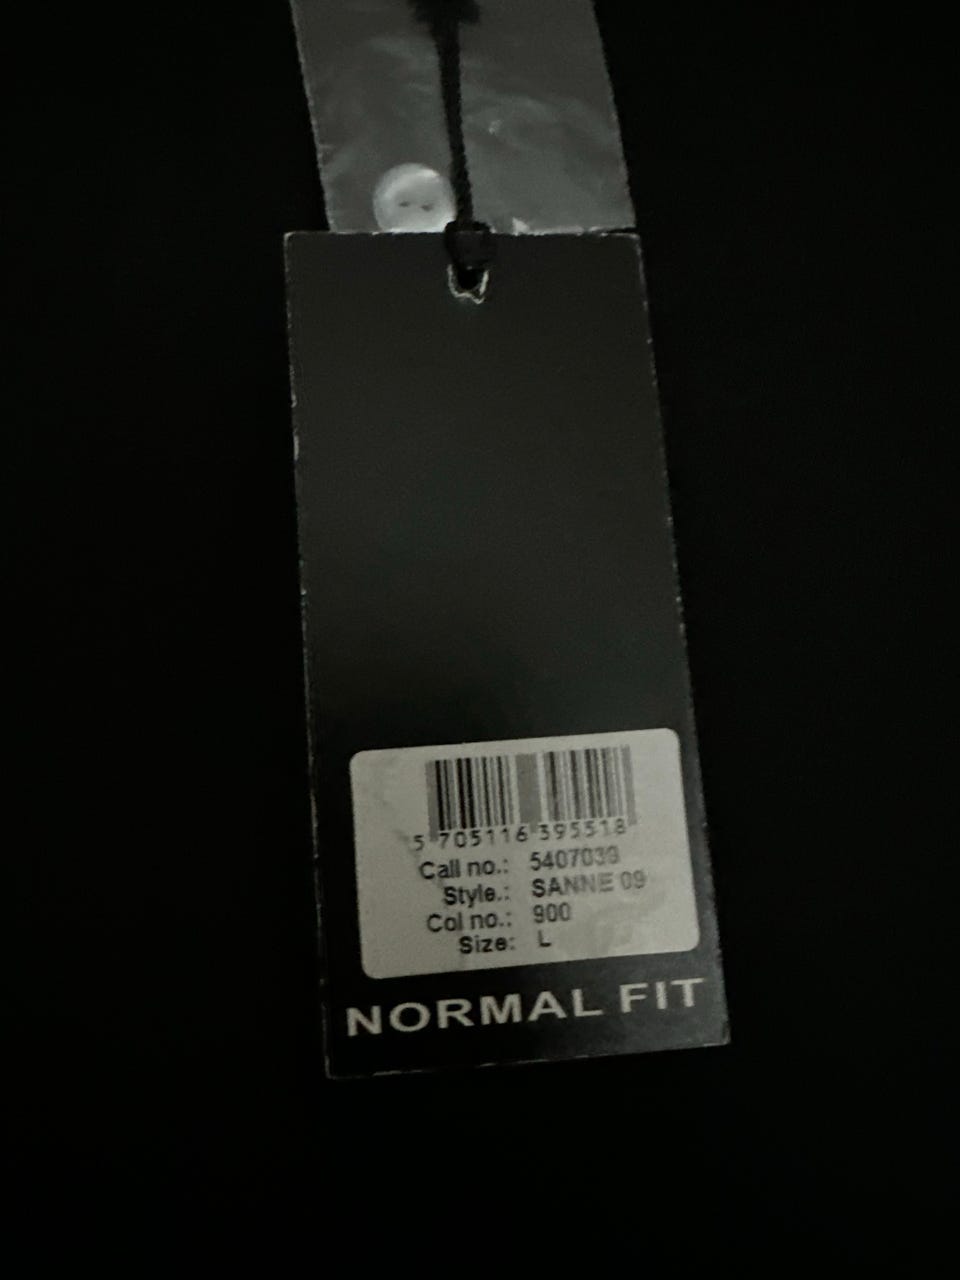 5 705116 395518
Call no.: 5407039
Style.: SANNE 09
Col no.: 900
Size: L
NORMAL FIT